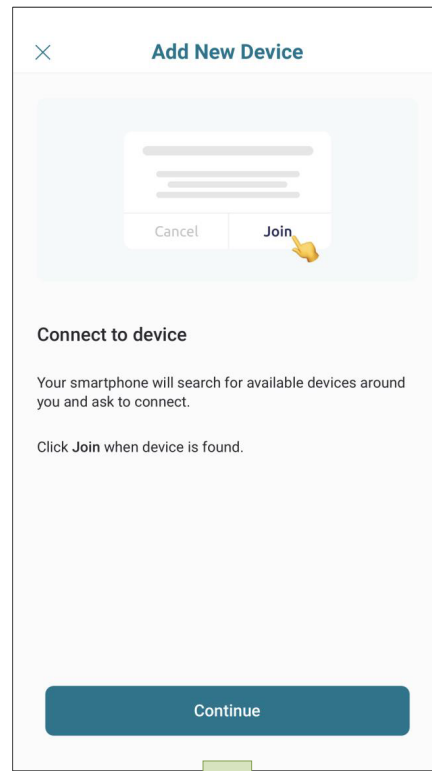 Add New Device
Cancel
Join
Connect to device
Your smartphone will search for available devices around
you and ask to connect.
Click Join when device is found.
Continue